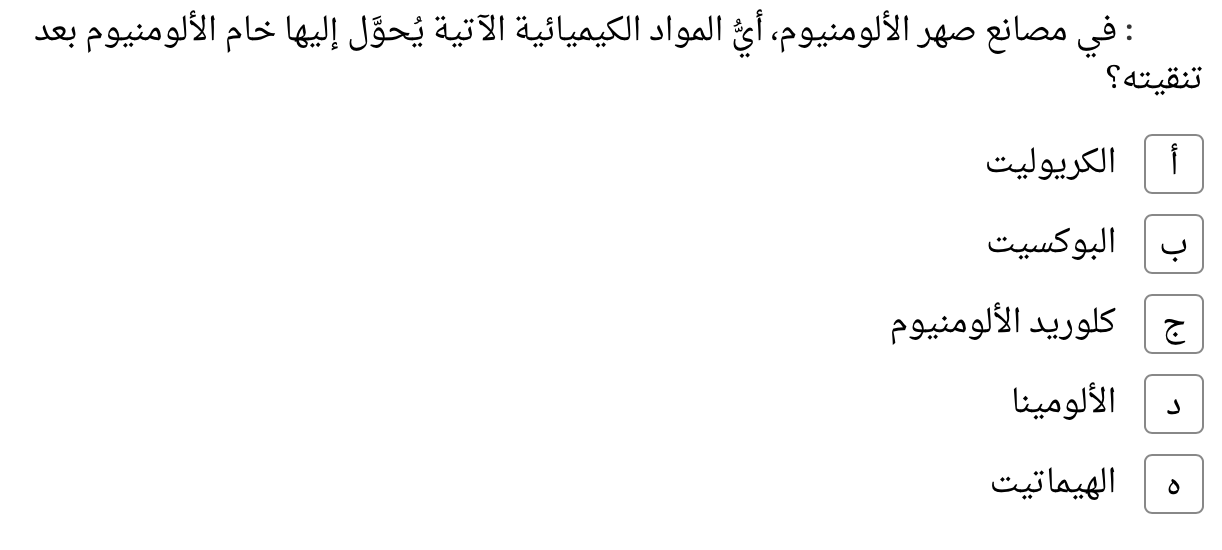 : في مصانع صهر الألومنيوم، أيُّ المواد الكيميائية الآتية يُحوَّل إليها خام الألومنيوم بعد
تنقيته؟
أ الكريوليت
ب البوكسيت
ج كلوريد الألومنيوم
د الألومينا
ه الهيماتيت